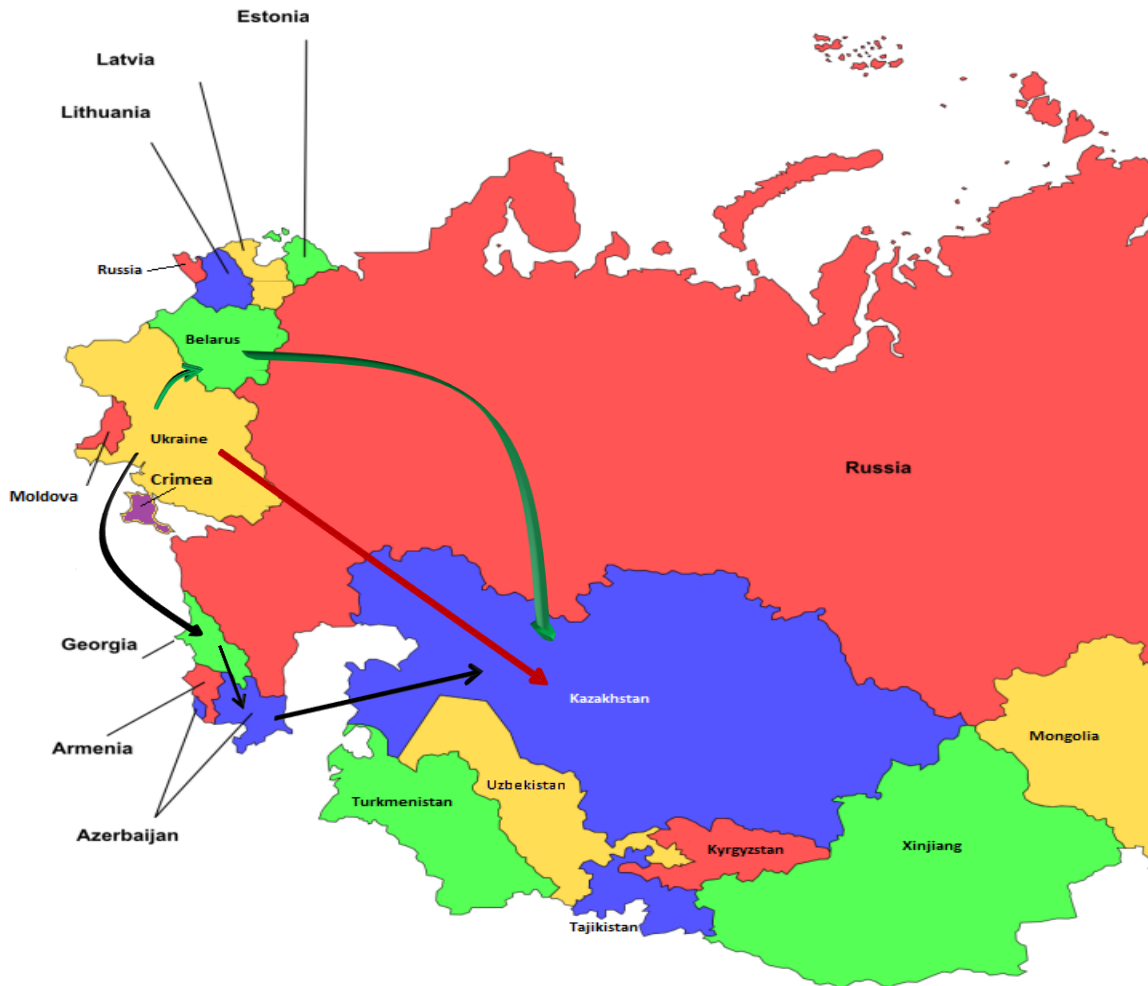 Estonia
Latvia
Lithuania
Russia
Belarus
Ukraine
Crimea
Moldova
Russia
Georgia
Kazakhstan
Armenia
Mongolia
Uzbekistan
Turkmenistan
Azerbaijan
Kyrgyzstan
Xinjiang
Tajikistan